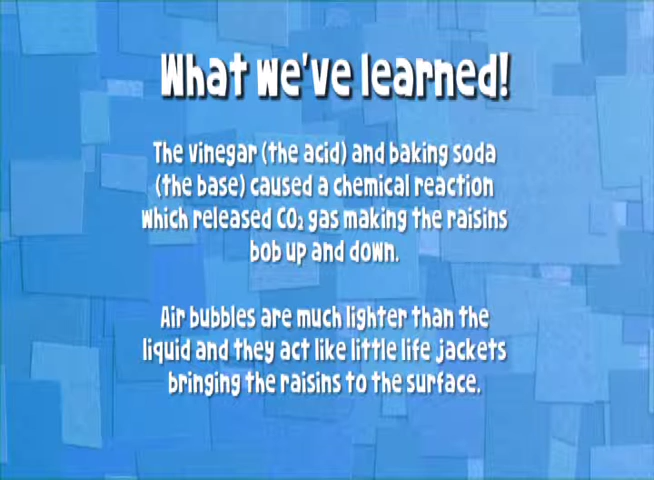 What we've learned!
The vinegar (the acid) and baking soda
(the base) caused a chemical reaction
which released CO₂ gas making the raisins
bob up and down.
Air bubbles are much lighter than the
liquid and they act like little life jackets
bringing the raisins to the surface.